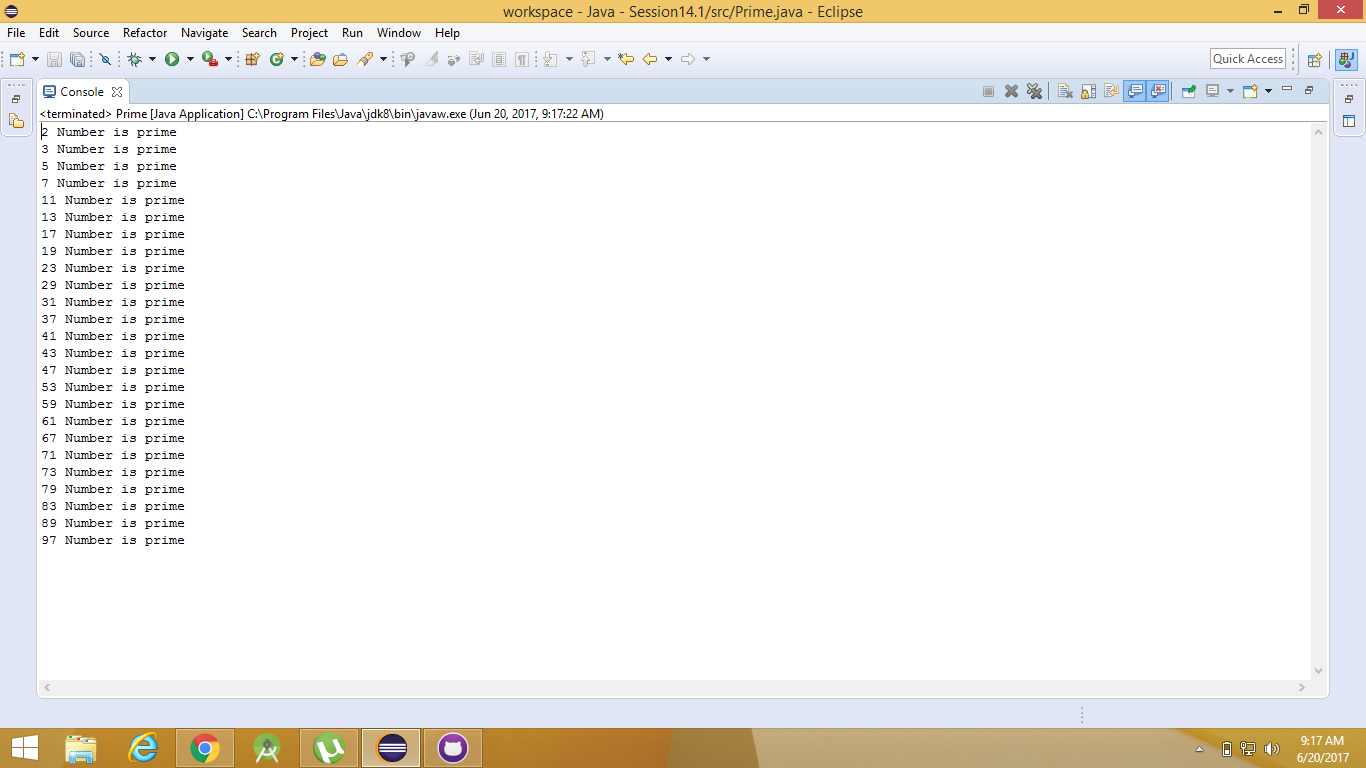 workspace - Java - Session14.1/src/Prime.java - Eclipse
File Edit Source Refactor Navigate Search Project Run Window Help
Quick Access
Console
<terminated> Prime [Java Application] C:\Program Files\Java\jdk8\bin\javaw.exe (Jun 20, 2017, 9:17:22 AM)
2 Number is prime
3 Number is prime
5 Number is prime
7 Number is prime
11 Number is prime
13 Number is prime
17 Number is prime
19 Number is prime
23 Number is prime
29 Number is prime
31 Number is prime
37 Number is prime
41 Number is prime
43 Number is prime
47 Number is prime
53 Number is prime
59 Number is prime
61 Number is prime
67 Number is prime
71 Number is prime
73 Number is prime
79 Number is prime
83 Number is prime
89 Number is prime
97 Number is prime
9:17 AM
6/20/2017